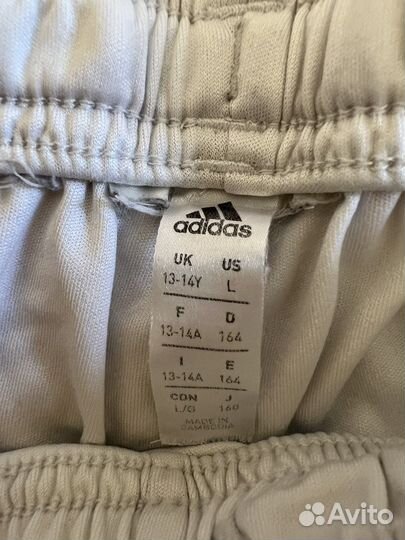 adidas
UK US
13-14Y L
F D
13-14A 164
I E
13-14A 164
CDN J
L/G 160
MADE IN
CAMBODIA
Avito